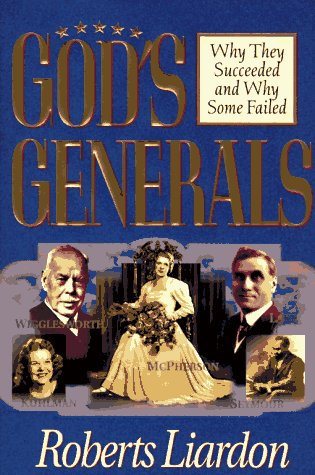 GOD'S
GENERALS
Why They
Succeeded
and Why
Some Failed
WIGGLESWORTH
KUHLMAN
MCPHERSON
SEYMOUR
Roberts Liardon